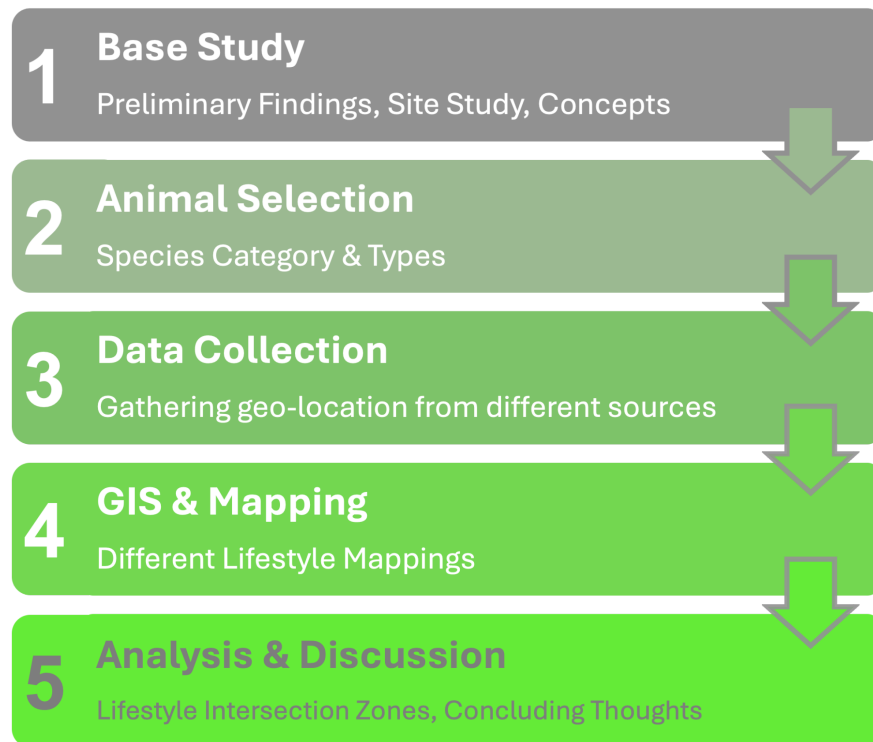 1
Base Study
Preliminary Findings, Site Study, Concepts
2
Animal Selection
Species Category & Types
3
Data Collection
Gathering geo-location from different sources
4
GIS & Mapping
Different Lifestyle Mappings
5
Analysis & Discussion
Lifestyle Intersection Zones, Concluding Thoughts